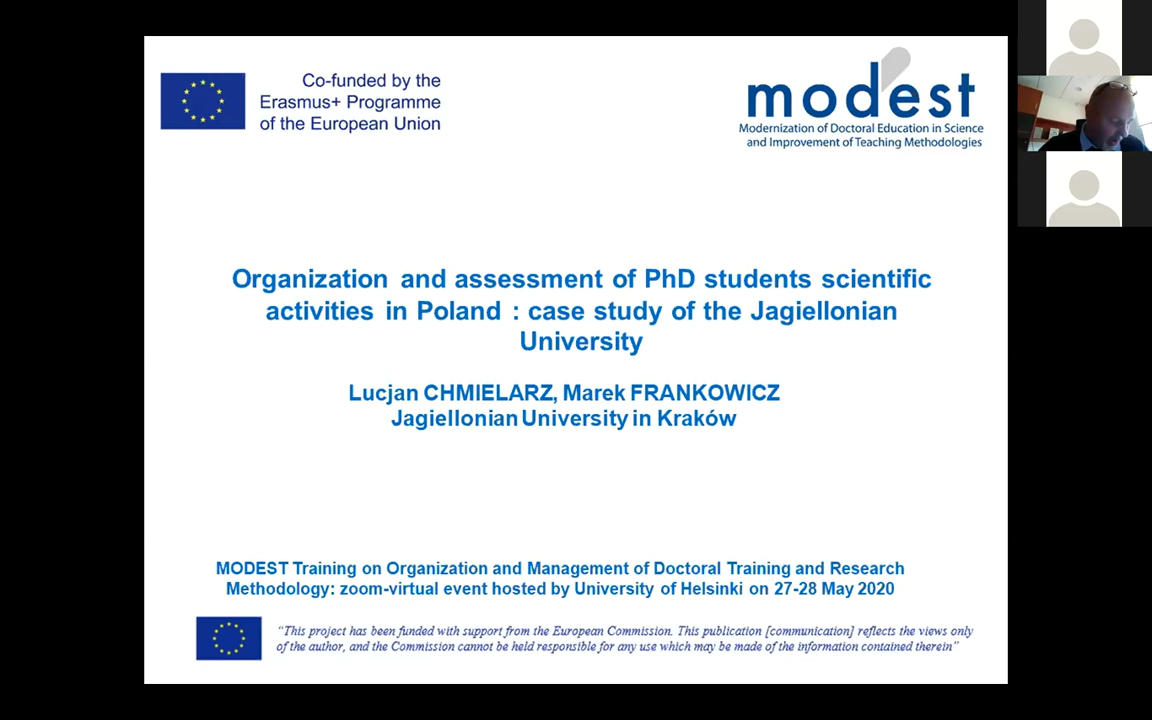 Co-funded by the
Erasmus+ Programme
of the European Union
modest
Modernization of Doctoral Education in Science
and Improvement of Teaching Methodologies
Organization and assessment of PhD students scientific
activities in Poland : case study of the Jagiellonian
University
Lucjan CHMIELARZ, Marek FRANKOWICZ
Jagiellonian University in Kraków
MODEST Training on Organization and Management of Doctoral Training and Research
Methodology: zoom-virtual event hosted by University of Helsinki on 27-28 May 2020
“This project has been funded with support from the European Commission. This publication [communication] reflects the views only
of the author, and the Commission cannot be held responsible for any use which may be made of the information contained therein”